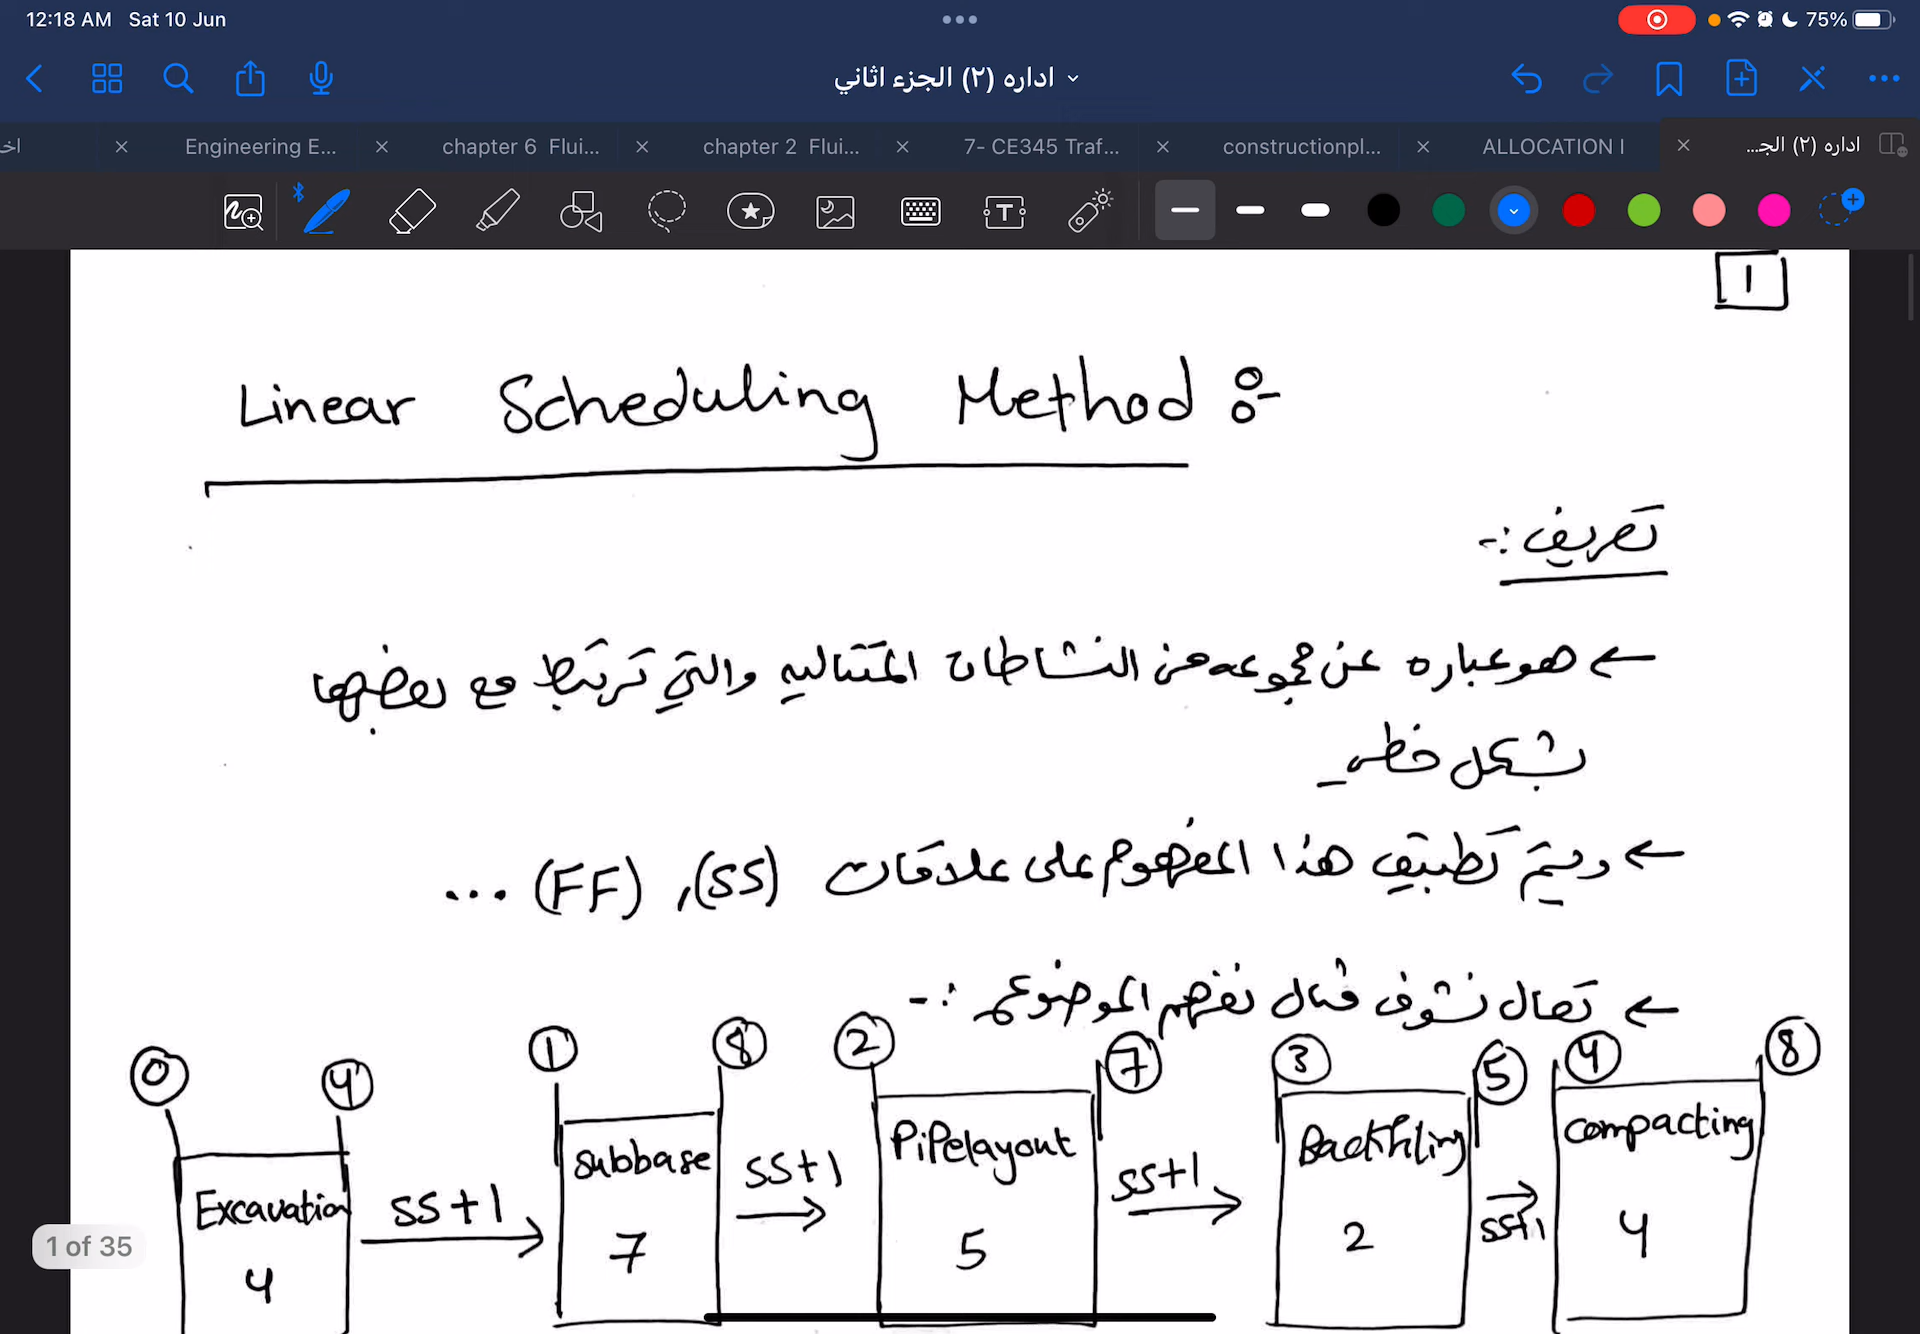 12:18 AM Sat 10 Jun
75%
اداره (٢) الجزء اثاني
Engineering E...
chapter 6 Flui...
chapter 2 Flui...
7- CE345 Traf...
constructionpl...
ALLOCATION I
اداره (٢) الجـ...
1
Linear Scheduling Method :-
تعريف :-
← هو عباره عن مجموعه من النشاطات المتتاليه والتي ترتبط مع بعضها
بشكل خطي
← ويتم تطبيق هذا المفهوم على علاقات (SS), (FF) ...
← تعال نشوف مثال نفهم الموضوع :-
0 4 1 8 2 7 3 5 4 8
Excavation SS+1 subbase SS+1 Pipelayout SS+1 Backfiling SS+1 compacting
4 7 5 2 4
1 of 35